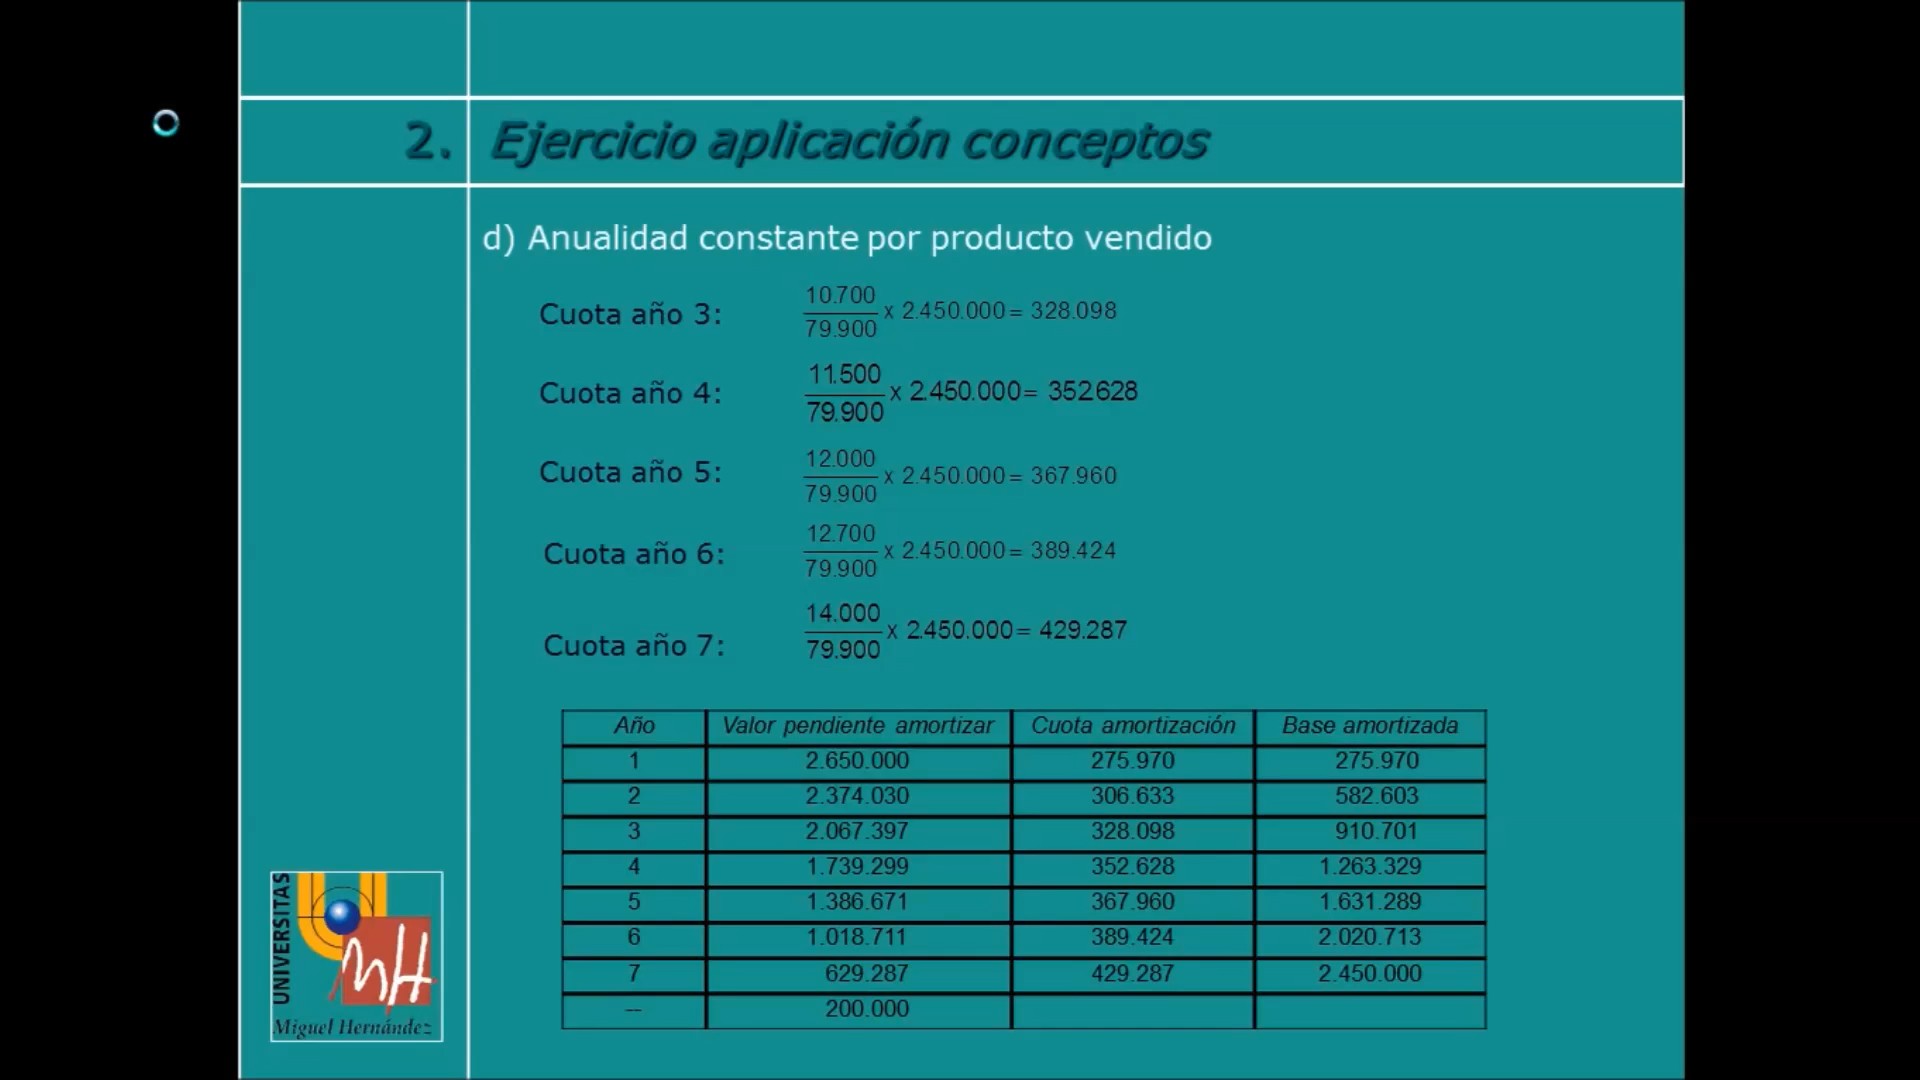 2. Ejercicio aplicación conceptos
d) Anualidad constante por producto vendido
Cuota año 3: 10.700 / 79.900 x 2.450.000 = 328.098
Cuota año 4: 11.500 / 79.900 x 2.450.000 = 352628
Cuota año 5: 12.000 / 79.900 x 2.450.000 = 367.960
Cuota año 6: 12.700 / 79.900 x 2.450.000 = 389.424
Cuota año 7: 14.000 / 79.900 x 2.450.000 = 429.287
Año Valor pendiente amortizar Cuota amortización Base amortizada
1 2.650.000 275.970 275.970
2 2.374.030 306.633 582.603
3 2.067.397 328.098 910.701
4 1.739.299 352.628 1.263.329
5 1.386.671 367.960 1.631.289
6 1.018.711 389.424 2.020.713
7 629.287 429.287 2.450.000
-- 200.000
UNIVERSITAS
MH
Miguel Hernández